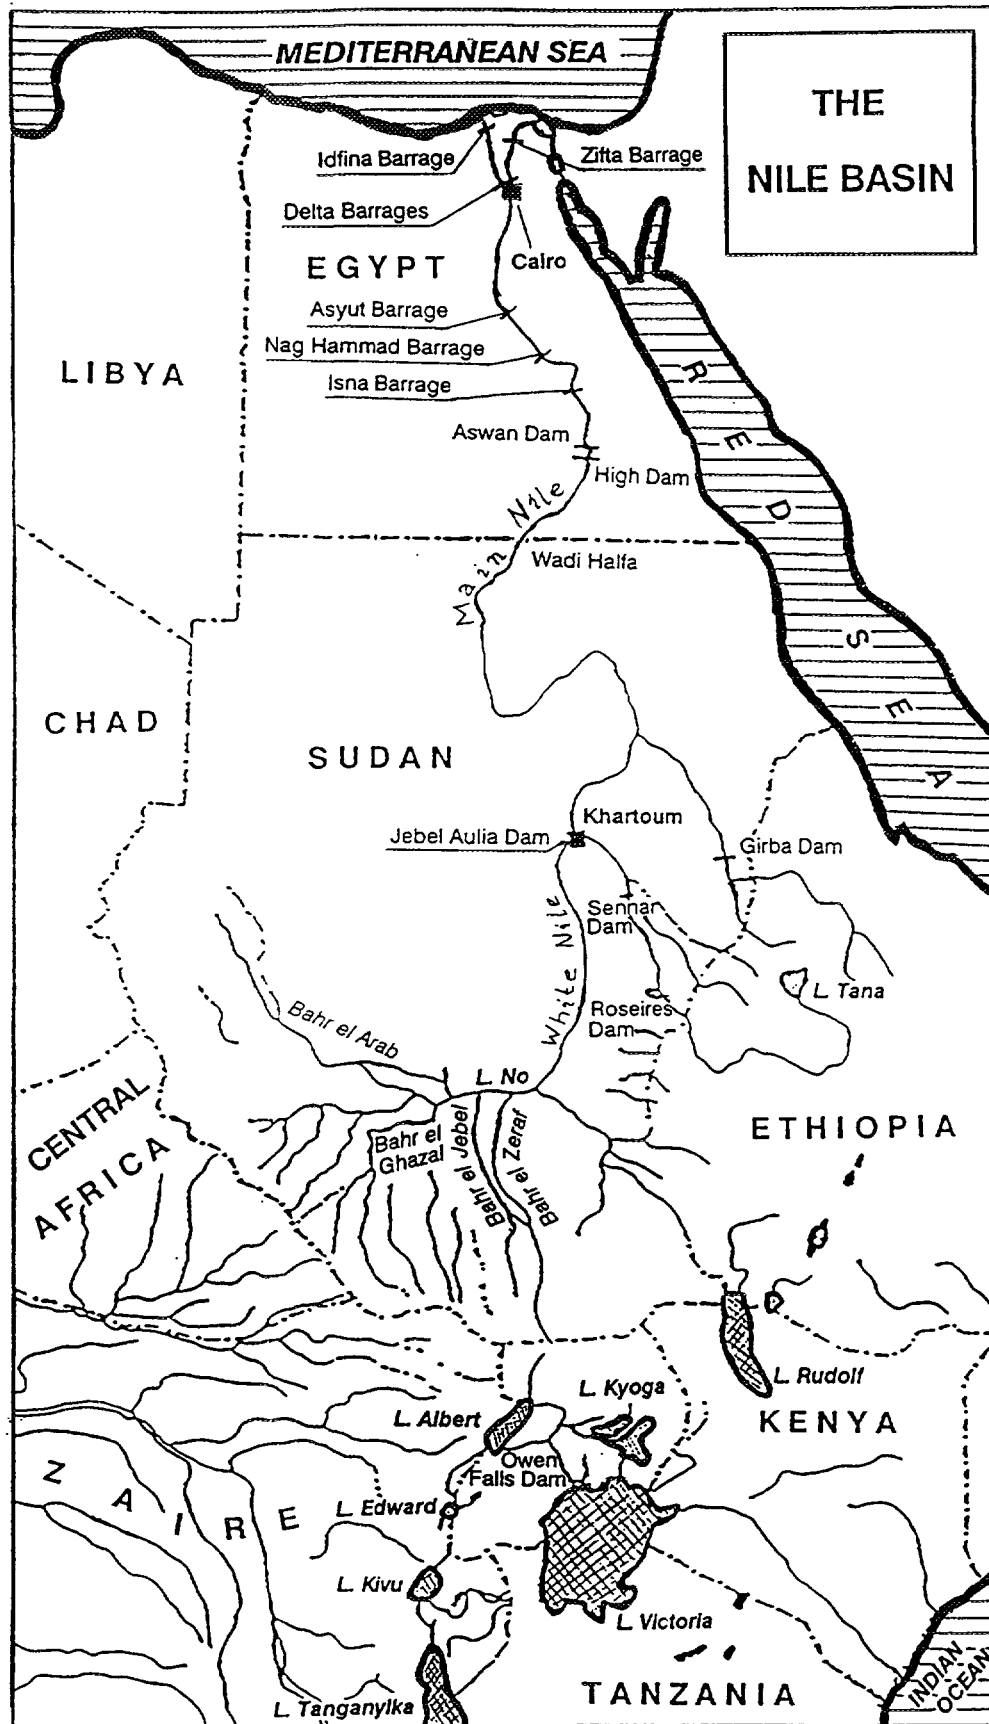 MEDITERRANEAN SEA
THE
NILE BASIN
Idfina Barrage
Zifta Barrage
Delta Barrages
Cairo
EGYPT
Asyut Barrage
Nag Hammad Barrage
Isna Barrage
LIBYA
RED SEA
Aswan Dam
High Dam
Main Nile
Wadi Halfa
CHAD
SUDAN
Khartoum
Jebel Aulia Dam
Girba Dam
Sennar
Dam
White Nile
L. Tana
Roseires
Dam
Bahr el Arab
L. No
CENTRAL
AFRICA
Bahr el
Ghazal
Bahr el Jebel
Bahr el Zeraf
ETHIOPIA
L. Rudolf
L. Kyoga
L. Albert
KENYA
Owen
Falls Dam
ZAIRE
L. Edward
L. Kivu
L. Victoria
INDIAN
OCEAN
TANZANIA
L. Tanganyika